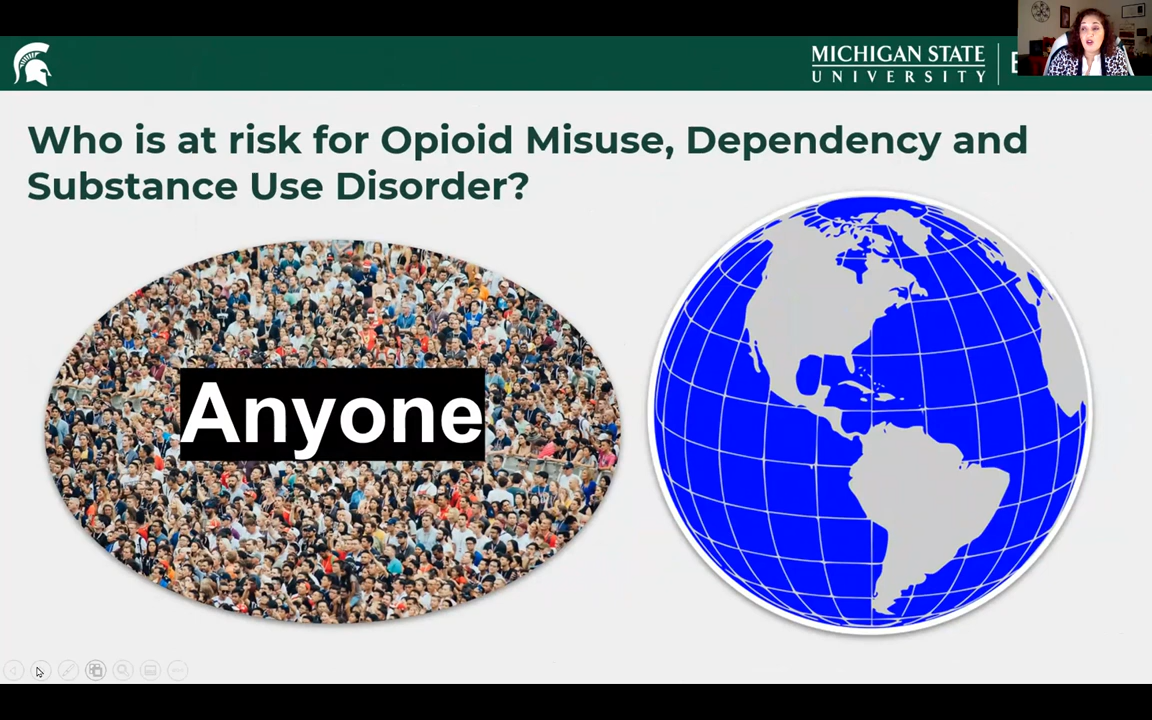 MICHIGAN STATE
UNIVERSITY
Who is at risk for Opioid Misuse, Dependency and
Substance Use Disorder?
Anyone